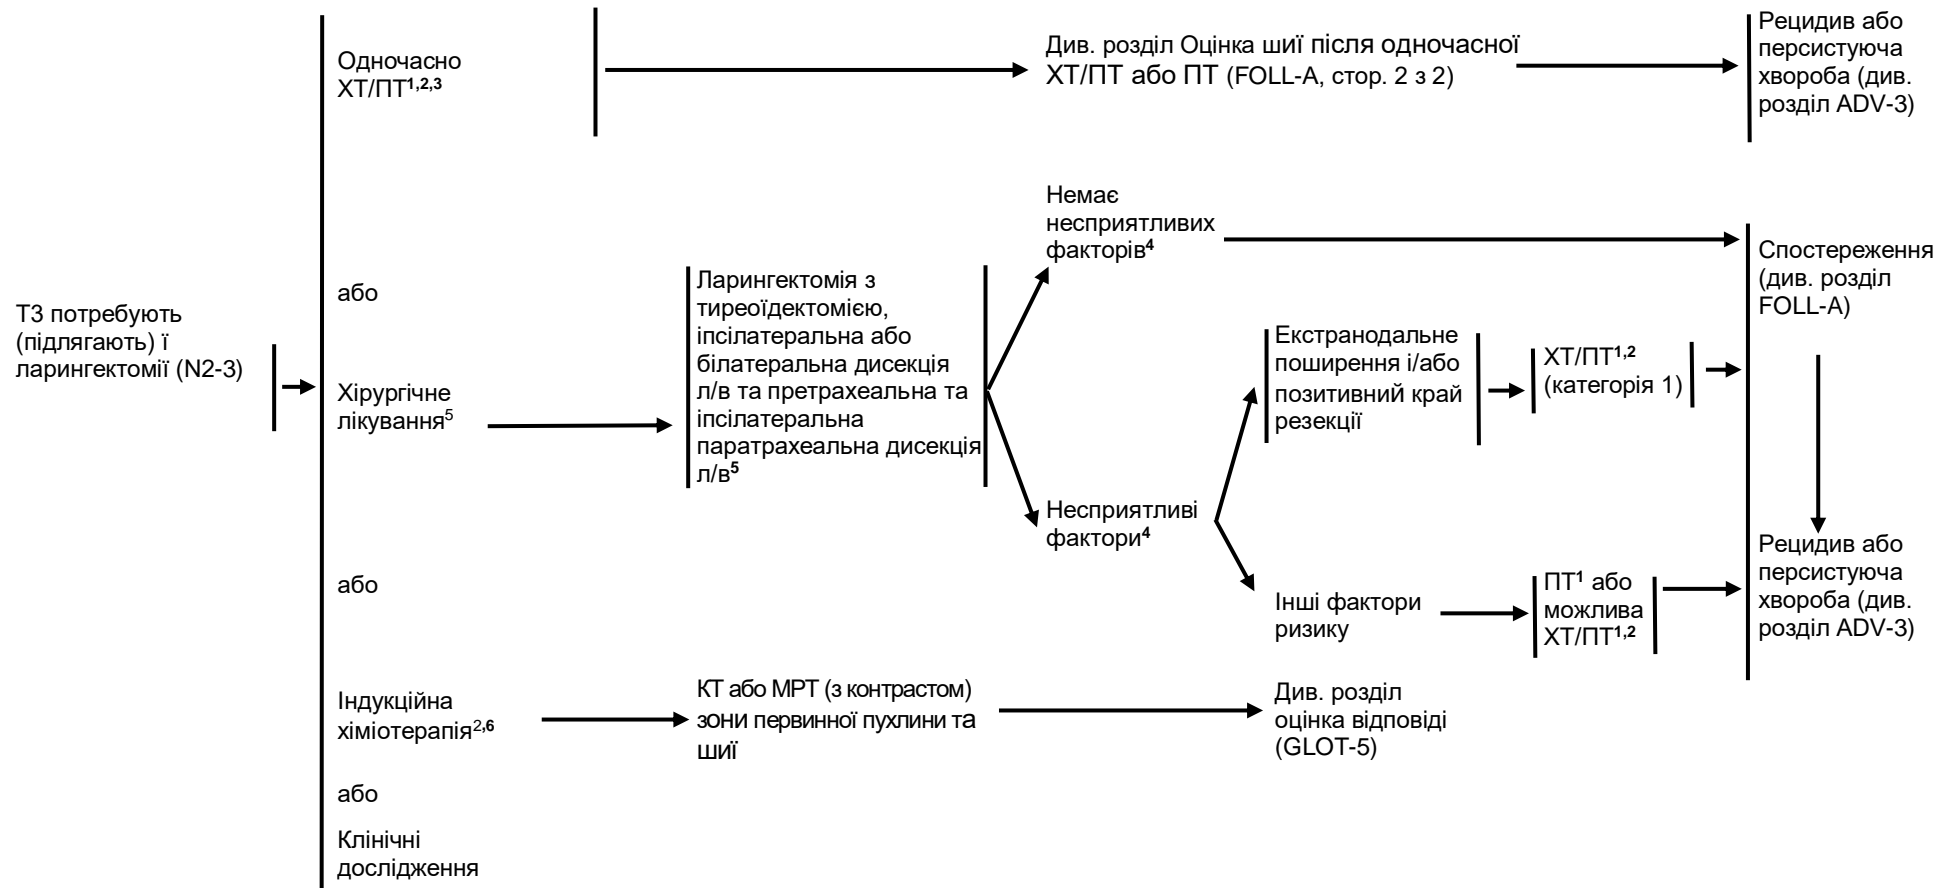 Т3 потребують
(підлягають) ї
ларингектомії (N2-3)
Одночасно
ХТ/ПТ1,2,3
Див. розділ Оцінка шиї після одночасної
ХТ/ПТ або ПТ (FOLL-A, стор. 2 з 2)
Рецидив або
персистуюча
хвороба (див.
розділ ADV-3)
або
Хірургічне
лікування5
Ларингектомія з
тиреоїдектомією,
іпсілатеральна або
білатеральна дисекція
л/в та претрахеальна та
іпсілатеральна
паратрахеальна дисекція
л/в5
Немає
несприятливих
факторів4
Несприятливі
фактори4
Екстранодальне
поширення і/або
позитивний край
резекції
ХТ/ПТ1,2
(категорія 1)
Інші фактори
ризику
ПТ1 або
можлива
ХТ/ПТ1,2
Спостереження
(див. розділ
FOLL-A)
Рецидив або
персистуюча
хвороба (див.
розділ ADV-3)
або
Індукційна
хіміотерапія2,6
КТ або МРТ (з контрастом)
зони первинної пухлини та
шиї
Див. розділ
оцінка відповіді
(GLOT-5)
або
Клінічні
дослідження